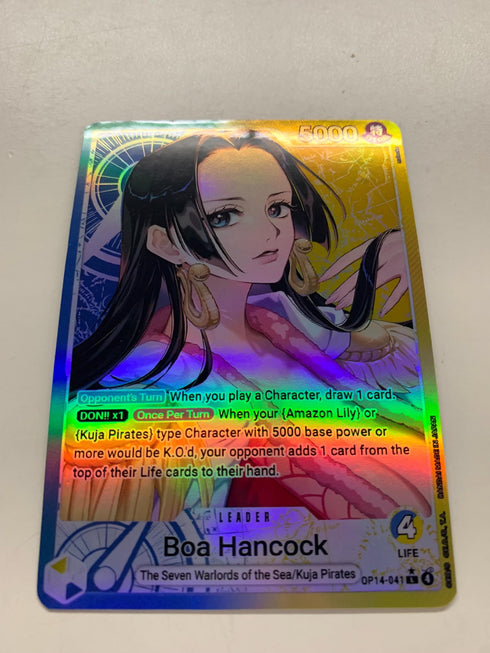 5000
Opponent's Turn When you play a Character, draw 1 card.
DON!! x1 Once Per Turn When your {Amazon Lily} or
{Kuja Pirates} type Character with 5000 base power or
more would be K.O.'d, your opponent adds 1 card from the
top of their Life cards to their hand.
LEADER
Boa Hancock
4
LIFE
The Seven Warlords of the Sea/Kuja Pirates
OP14-041 L